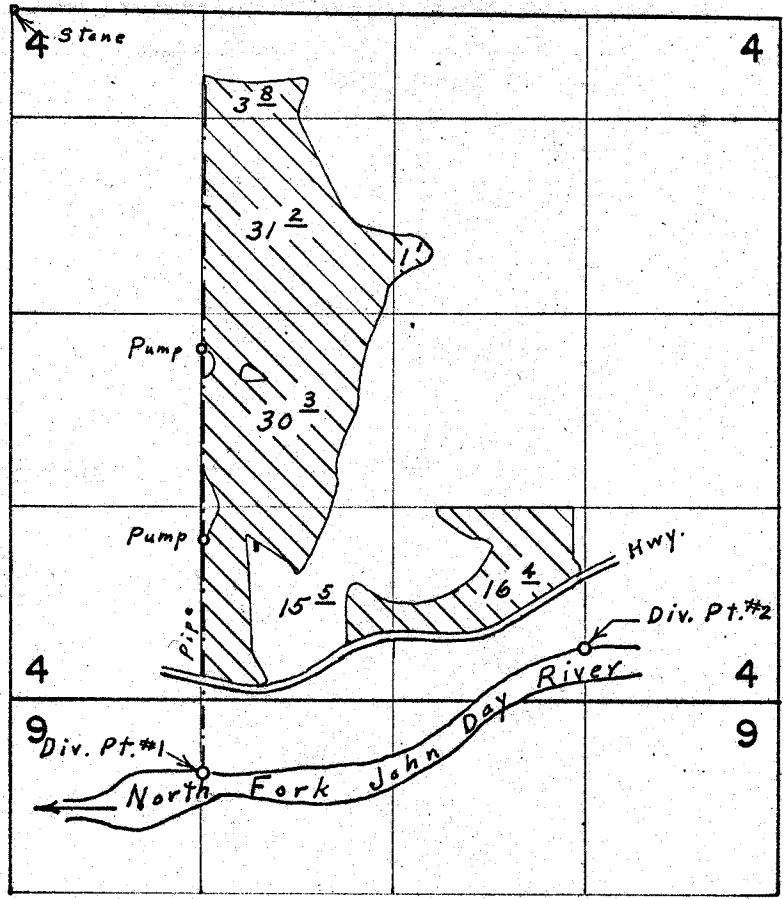 4 Stone 4
3 8
31 2
1'
Pump
30 3
Pump
Hwy.
16 4
15 5
Div. Pt. #2
Pipe
4 River 4
9 Day 9
Div. Pt. #1
John
North Fork